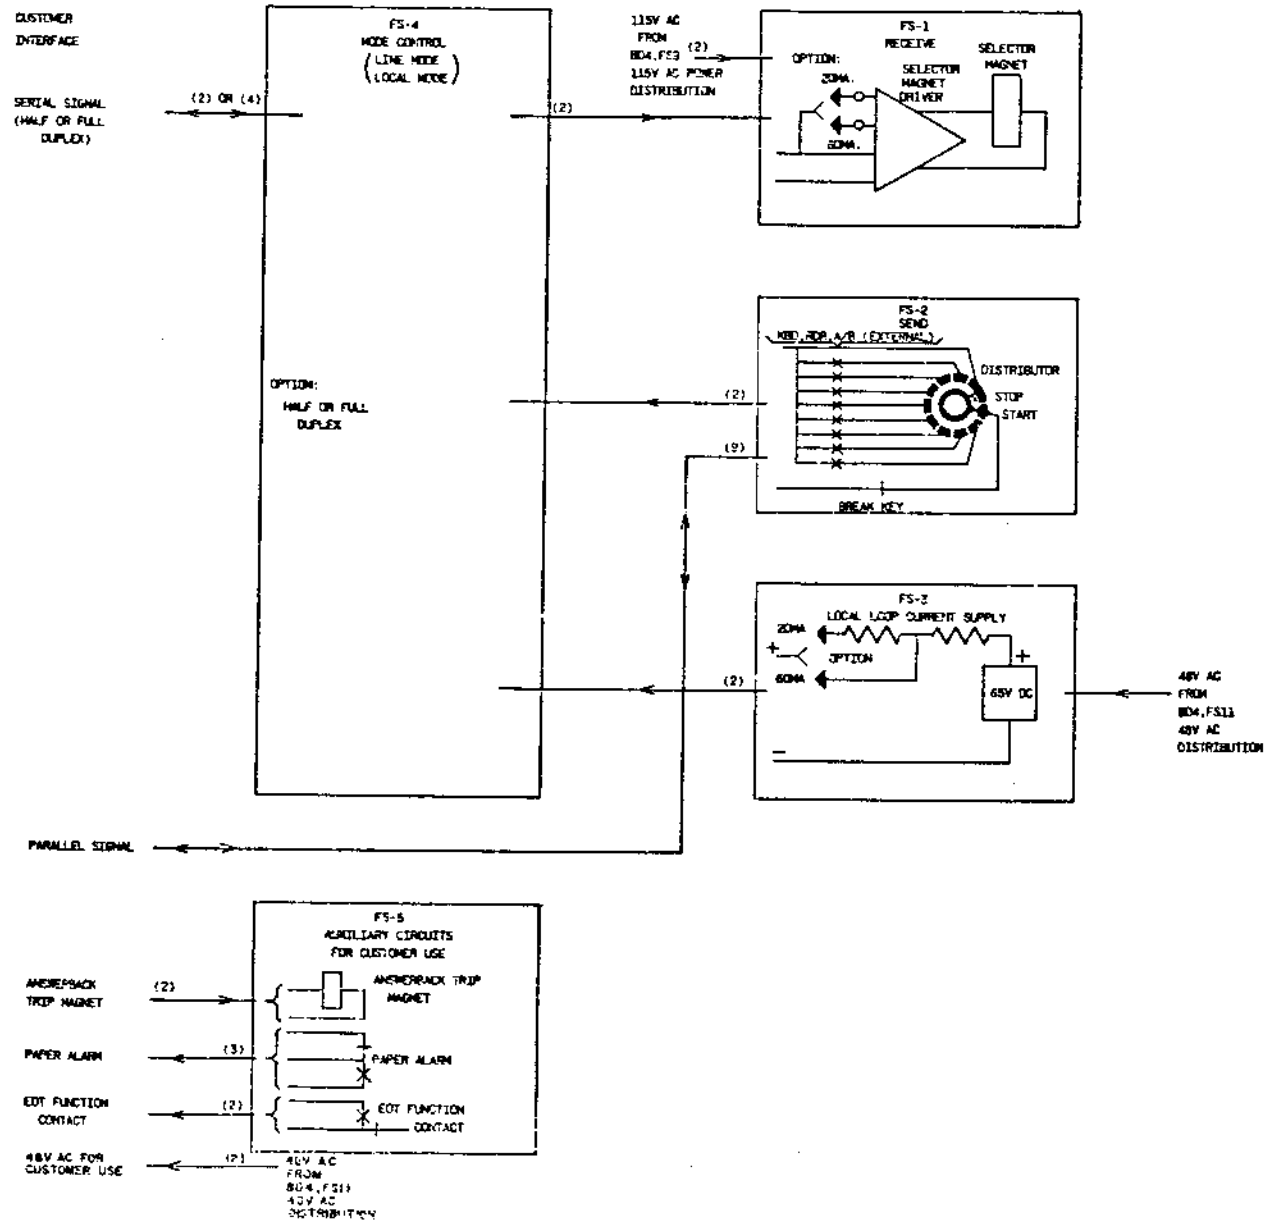 CUSTOMER
INTERFACE
SERIAL SIGNAL
(HALF OR FULL
DUPLEX)
(2) OR (4)
FS-4
MODE CONTROL
(LINE MODE
LOCAL MODE)
(2)
OPTION:
HALF OR FULL
DUPLEX
115V AC
FROM
BD4,FS9 (2)
115V AC POWER
DISTRIBUTION
FS-1
RECEIVE
OPTION:
20MA.
60MA.
SELECTOR
MAGNET
DRIVER
SELECTOR
MAGNET
FS-2
SEND
KBD,RDR,A/B (EXTERNAL)
DISTRIBUTOR
STOP
START
(2)
(9)
BREAK KEY
FS-3
LOCAL LOOP CURRENT SUPPLY
20MA
+
OPTION
60MA
+
65V DC
−
(2)
48V AC
FROM
BD4,FS11
48V AC
DISTRIBUTION
PARALLEL SIGNAL
FS-5
AUXILIARY CIRCUITS
FOR CUSTOMER USE
ANSWERBACK
TRIP MAGNET
(2)
ANSWERBACK TRIP
MAGNET
PAPER ALARM
(3)
PAPER ALARM
EOT FUNCTION
CONTACT
(2)
EOT FUNCTION
CONTACT
48V AC FOR
CUSTOMER USE
(2)
48V AC
FROM
BD4,FS11
48V AC
DISTRIBUTION